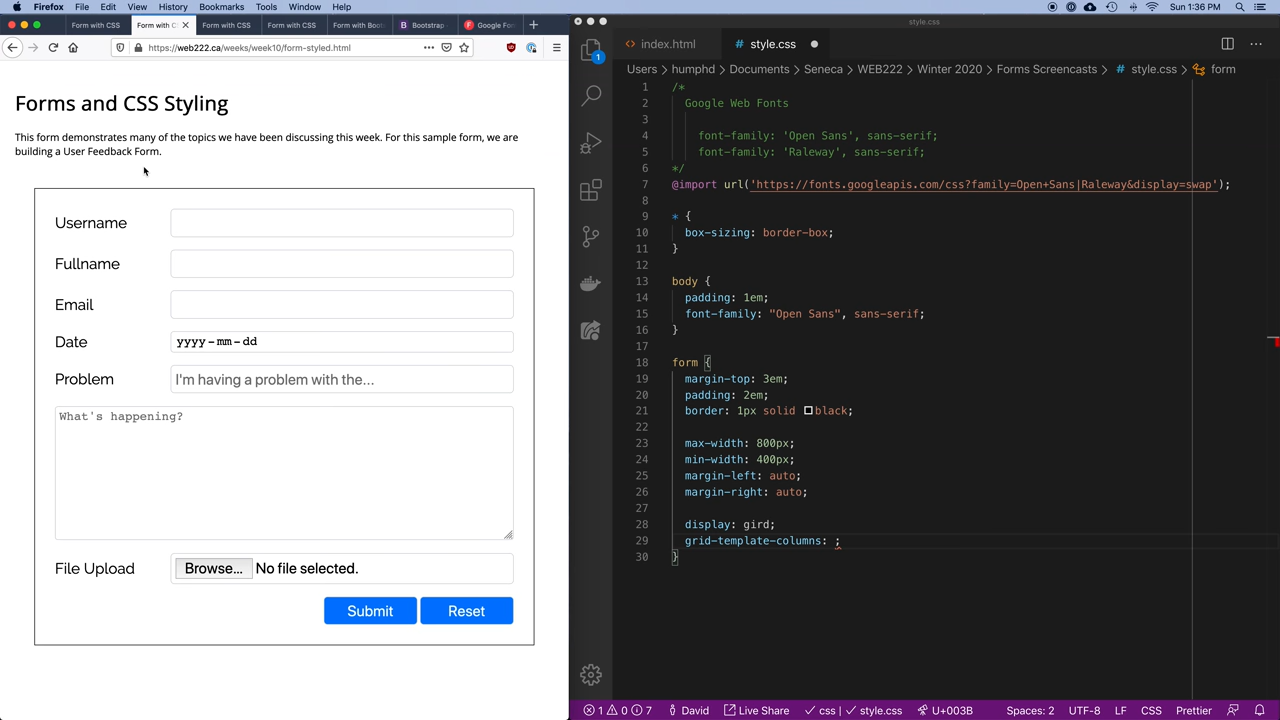 Firefox File Edit View History Bookmarks Tools Window Help
Sun 1:36 PM
Form with CSS
Form with C
Form with CSS
Form with CSS
Form with Boot
Bootstrap
Google Fon
https://web222.ca/weeks/week10/form-styled.html
Forms and CSS Styling
This form demonstrates many of the topics we have been discussing this week. For this sample form, we are
building a User Feedback Form.
Username
Fullname
Email
Date yyyy-mm-dd
Problem I'm having a problem with the...
What's happening?
File Upload Browse... No file selected.
Submit Reset
style.css
index.html
# style.css
1
Users > humphd > Documents > Seneca > WEB222 > Winter 2020 > Forms Screencasts > # style.css > form
1 /*
2 Google Web Fonts
3
4 font-family: 'Open Sans', sans-serif;
5 font-family: 'Raleway', sans-serif;
6 */
7 @import url('https://fonts.googleapis.com/css?family=Open+Sans|Raleway&display=swap');
8
9 * {
10 box-sizing: border-box;
11 }
12
13 body {
14 padding: 1em;
15 font-family: "Open Sans", sans-serif;
16 }
17
18 form {
19 margin-top: 3em;
20 padding: 2em;
21 border: 1px solid black;
22
23 max-width: 800px;
24 min-width: 400px;
25 margin-left: auto;
26 margin-right: auto;
27
28 display: gird;
29 grid-template-columns: ;
30 }
1 0 7 David Live Share ✓ css | ✓ style.css U+003B Spaces: 2 UTF-8 LF CSS Prettier